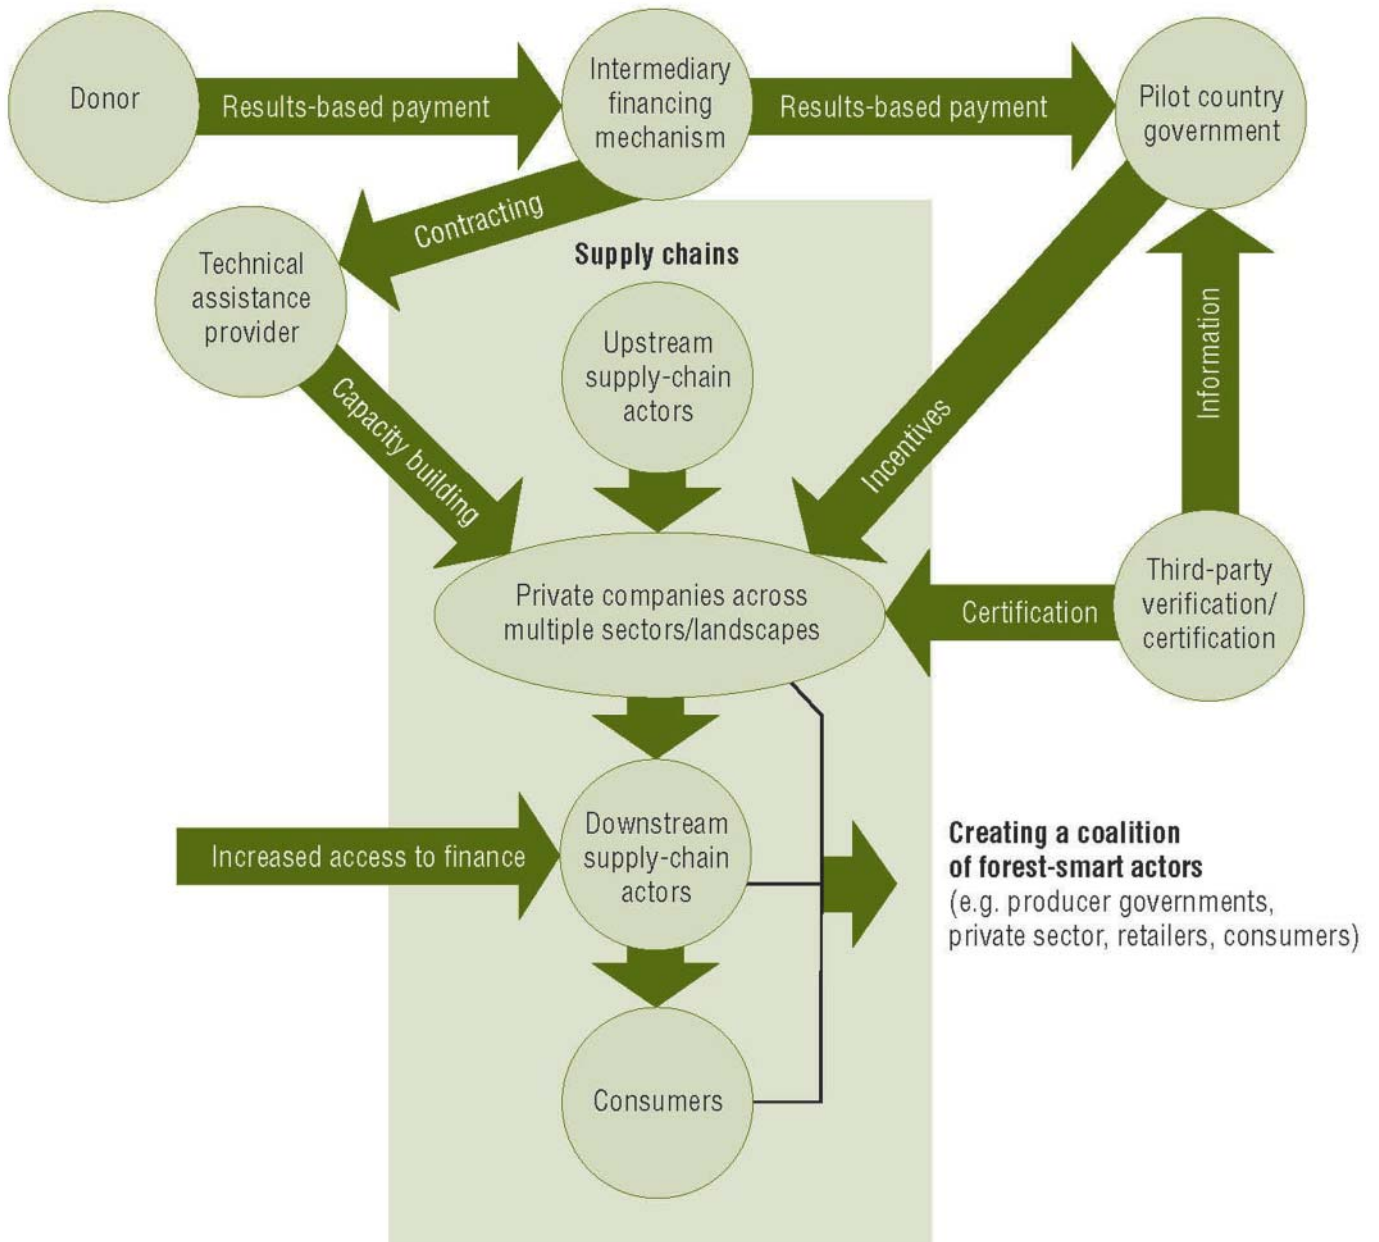 Donor
Results-based payment
Intermediary
financing
mechanism
Results-based payment
Pilot country
government
Contracting
Technical
assistance
provider
Supply chains
Upstream
supply-chain
actors
Capacity building
Incentives
Information
Private companies across
multiple sectors/landscapes
Certification
Third-party
verification/
certification
Increased access to finance
Downstream
supply-chain
actors
Creating a coalition
of forest-smart actors
(e.g. producer governments,
private sector, retailers, consumers)
Consumers